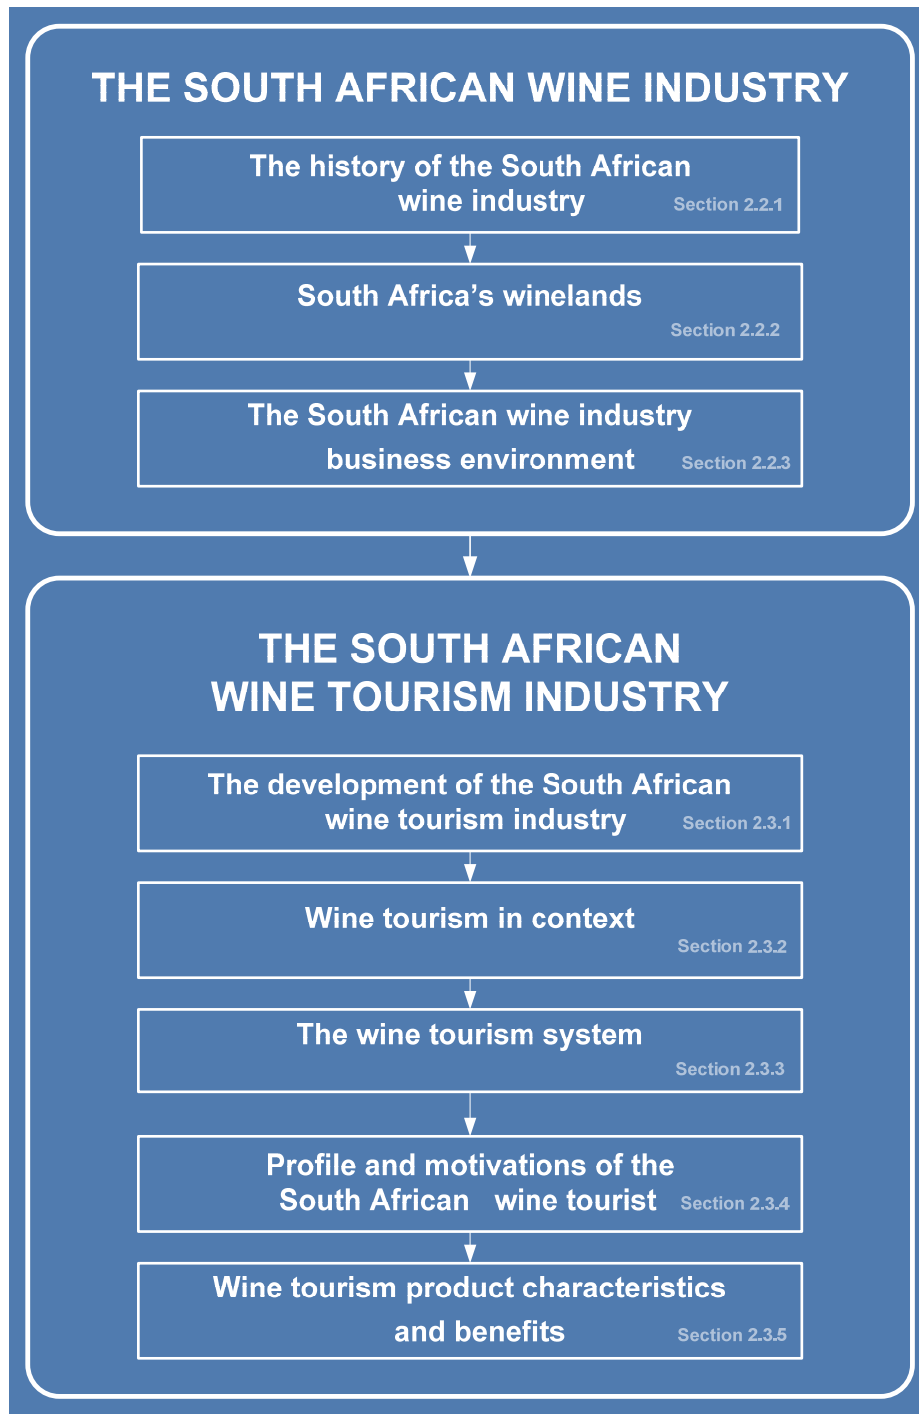 THE SOUTH AFRICAN WINE INDUSTRY
The history of the South African
wine industry
Section 2.2.1
South Africa's winelands
Section 2.2.2
The South African wine industry
business environment
Section 2.2.3
THE SOUTH AFRICAN
WINE TOURISM INDUSTRY
The development of the South African
wine tourism industry
Section 2.3.1
Wine tourism in context
Section 2.3.2
The wine tourism system
Section 2.3.3
Profile and motivations of the
South African wine tourist
Section 2.3.4
Wine tourism product characteristics
and benefits
Section 2.3.5